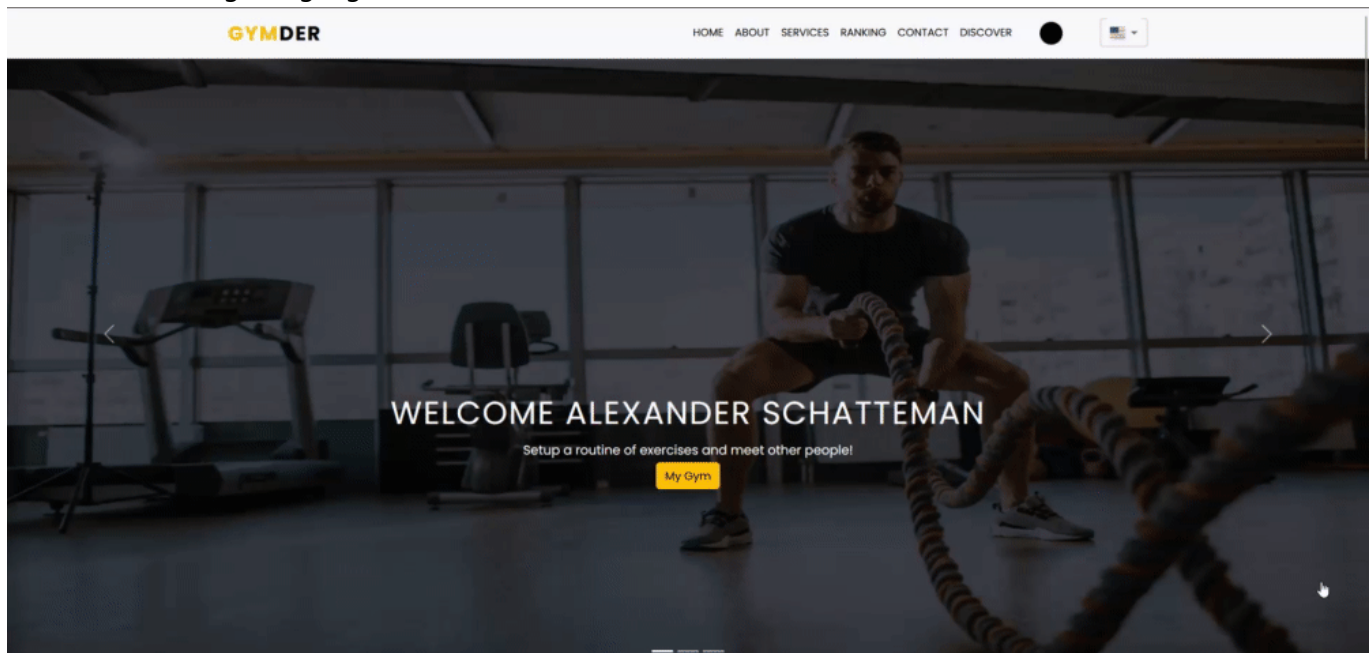 GYMDER
HOME ABOUT SERVICES RANKING CONTACT DISCOVER
WELCOME ALEXANDER SCHATTEMAN
Setup a routine of exercises and meet other people!
My Gym